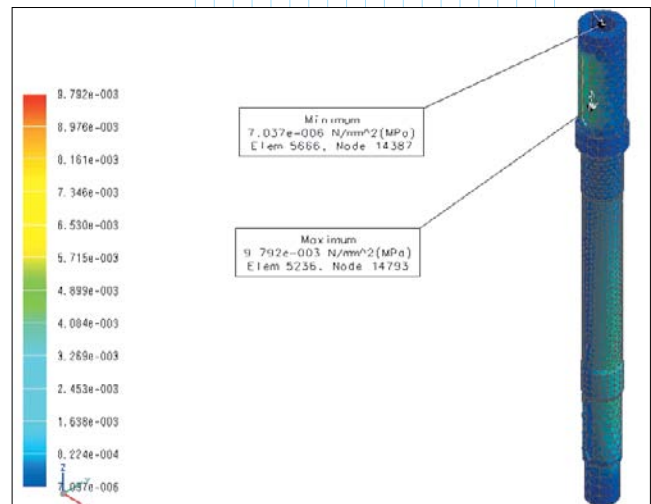 9.792e-003
8.976e-003
8.161e-003
7.346e-003
6.530e-003
5.715e-003
4.899e-003
4.084e-003
3.269e-003
2.453e-003
1.638e-003
8.224e-004
7.037e-006
Z
Minimum
7.037e-006 N/mm^2(MPa)
Elem 5666, Node 14387
Maximum
9.792e-003 N/mm^2(MPa)
Elem 5236, Node 14793